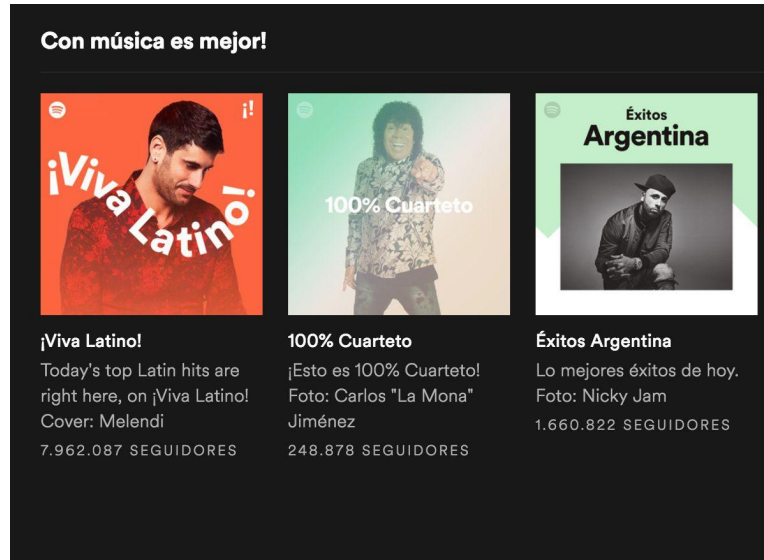 Con música es mejor!
¡!
¡Viva Latino!
100% Cuarteto
Éxitos
Argentina
¡Viva Latino!
Today's top Latin hits are
right here, on ¡Viva Latino!
Cover: Melendi
7.962.087 SEGUIDORES
100% Cuarteto
¡Esto es 100% Cuarteto!
Foto: Carlos "La Mona"
Jiménez
248.878 SEGUIDORES
Éxitos Argentina
Lo mejores éxitos de hoy.
Foto: Nicky Jam
1.660.822 SEGUIDORES